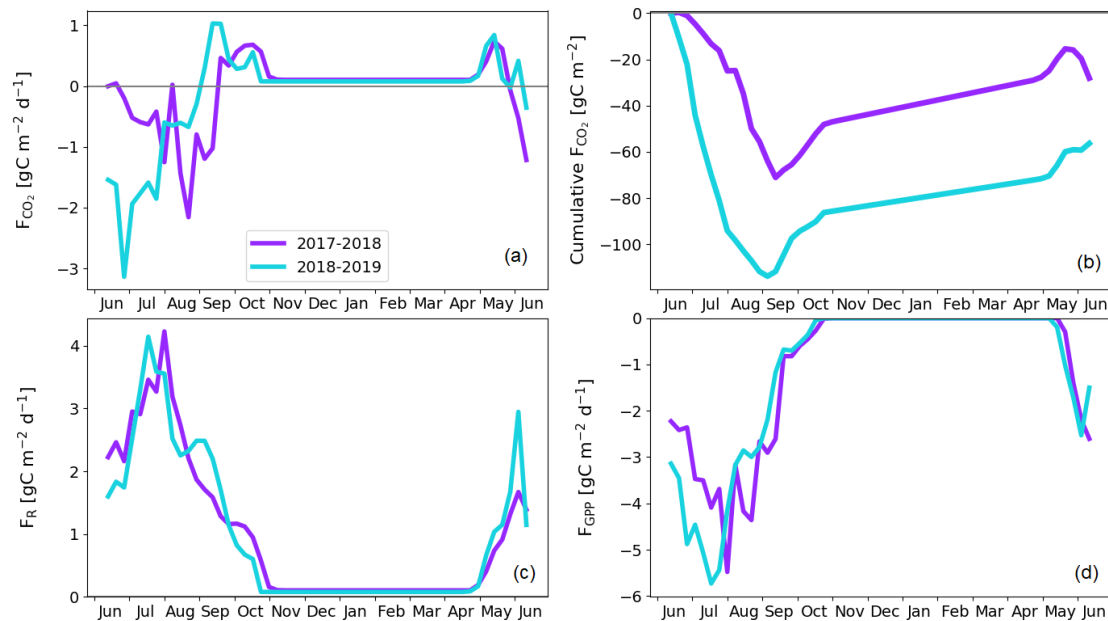 F_CO₂ [gC m⁻² d⁻¹]
1
0
−1
−2
−3
2017-2018
2018-2019
(a)
Jun Jul Aug Sep Oct Nov Dec Jan Feb Mar Apr May Jun
Cumulative F_CO₂ [gC m⁻²]
0
−20
−40
−60
−80
−100
(b)
Jun Jul Aug Sep Oct Nov Dec Jan Feb Mar Apr May Jun
F_R [gC m⁻² d⁻¹]
4
3
2
1
0
(c)
Jun Jul Aug Sep Oct Nov Dec Jan Feb Mar Apr May Jun
F_GPP [gC m⁻² d⁻¹]
0
−1
−2
−3
−4
−5
−6
(d)
Jun Jul Aug Sep Oct Nov Dec Jan Feb Mar Apr May Jun